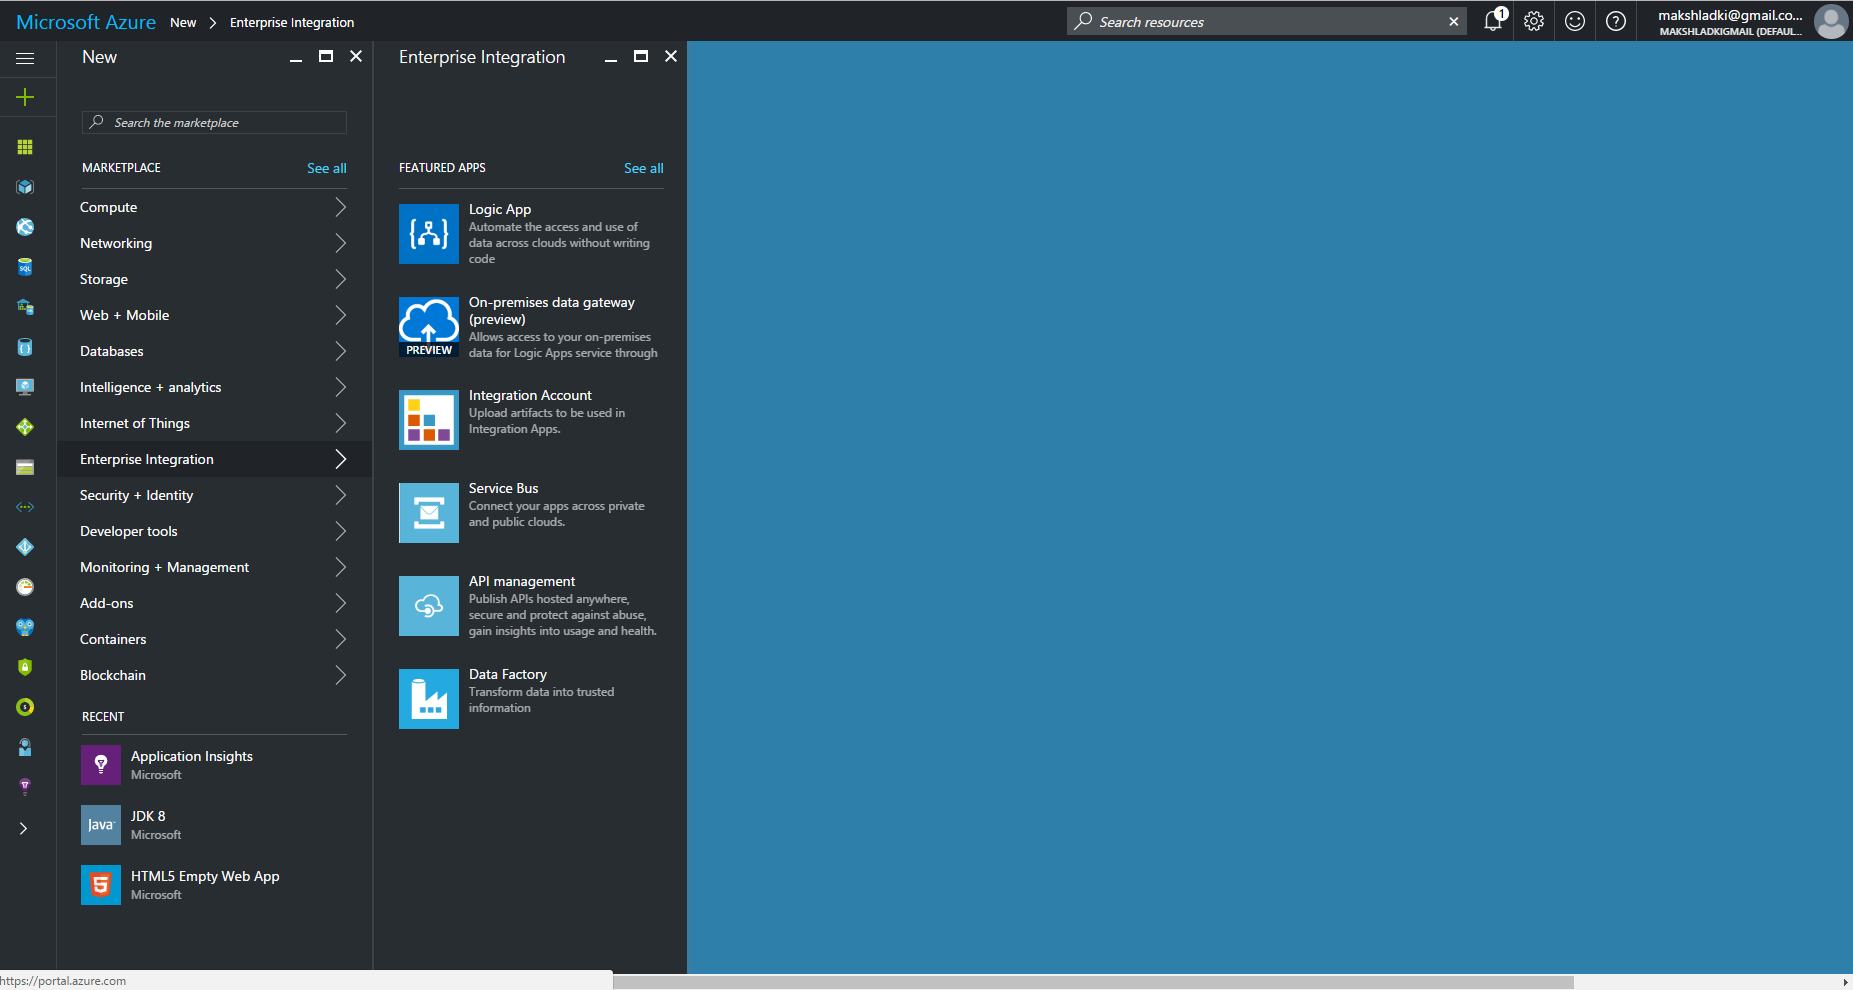 Microsoft Azure New > Enterprise Integration
Search resources
1
makshladki@gmail.co...
MAKSHLADKIGMAIL (DEFAUL...
New
Search the marketplace
MARKETPLACE See all
Compute
Networking
Storage
Web + Mobile
Databases
Intelligence + analytics
Internet of Things
Enterprise Integration
Security + Identity
Developer tools
Monitoring + Management
Add-ons
Containers
Blockchain
RECENT
Application Insights
Microsoft
Java
JDK 8
Microsoft
HTML5 Empty Web App
Microsoft
Enterprise Integration
FEATURED APPS See all
Logic App
Automate the access and use of
data across clouds without writing
code
On-premises data gateway
(preview)
Allows access to your on-premises
data for Logic Apps service through
PREVIEW
Integration Account
Upload artifacts to be used in
Integration Apps.
Service Bus
Connect your apps across private
and public clouds.
API management
Publish APIs hosted anywhere,
secure and protect against abuse,
gain insights into usage and health.
Data Factory
Transform data into trusted
information
SQL
https://portal.azure.com